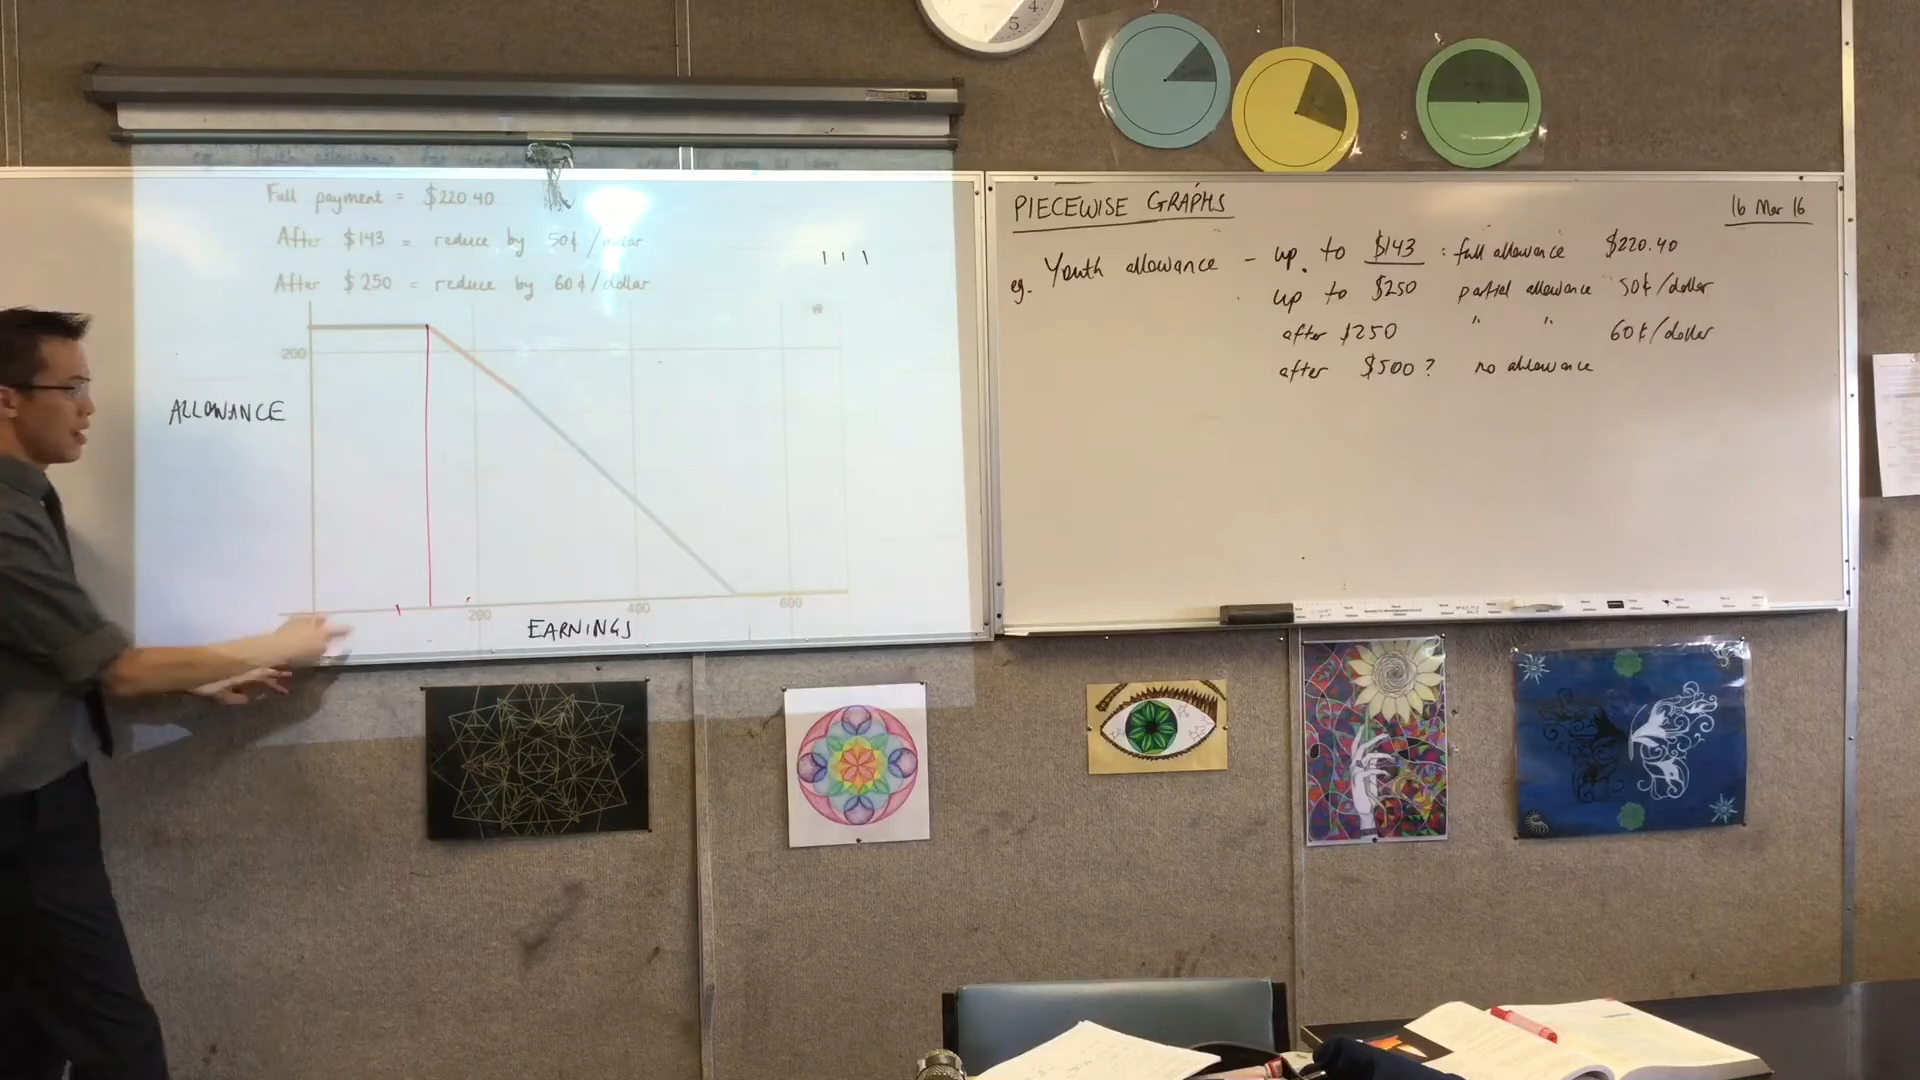 Full payment = $220.40
After $143 = reduce by 50¢/dollar
After $250 = reduce by 60¢/dollar
200
ALLOWANCE
200
400
600
EARNINGS
PIECEWISE GRAPHS
16 Mar 16
eg. Youth allowance - up to $143 : full allowance $220.40
up to $250 partial allowance 50¢/dollar
after $250 " " 60¢/dollar
after $500? no allowance
4
5